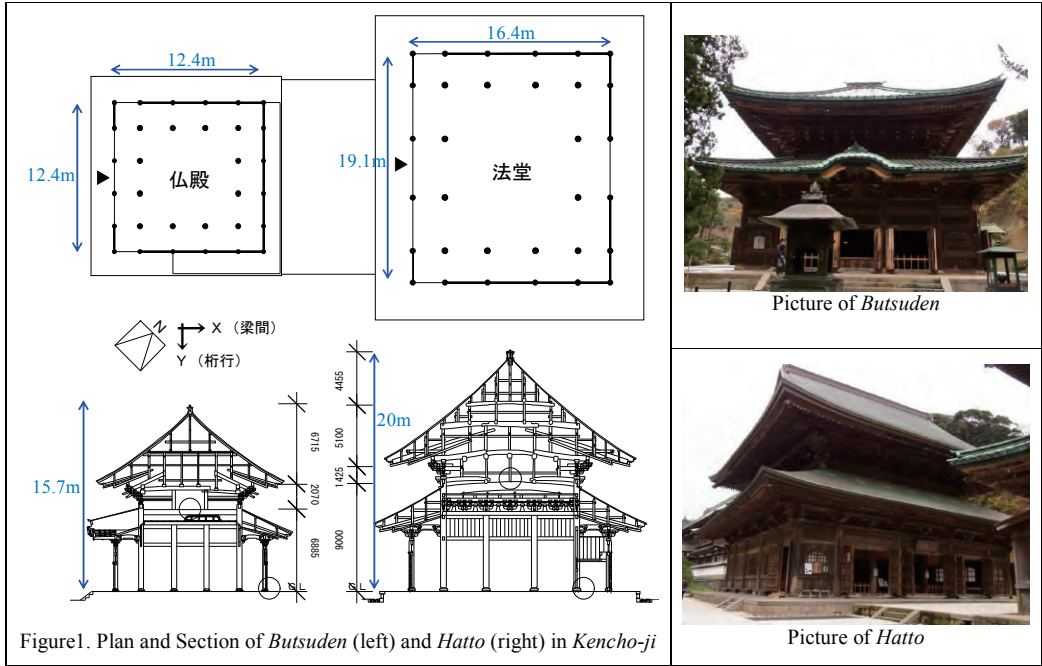 16.4m
12.4m
12.4m
仏殿
19.1m
法堂
N
X （梁間）
Y （桁行）
15.7m
6715
2070
6885
GL
4455
5100
1425
9000
20m
GL
Figure1. Plan and Section of Butsuden (left) and Hatto (right) in Kencho-ji
Picture of Butsuden
Picture of Hatto